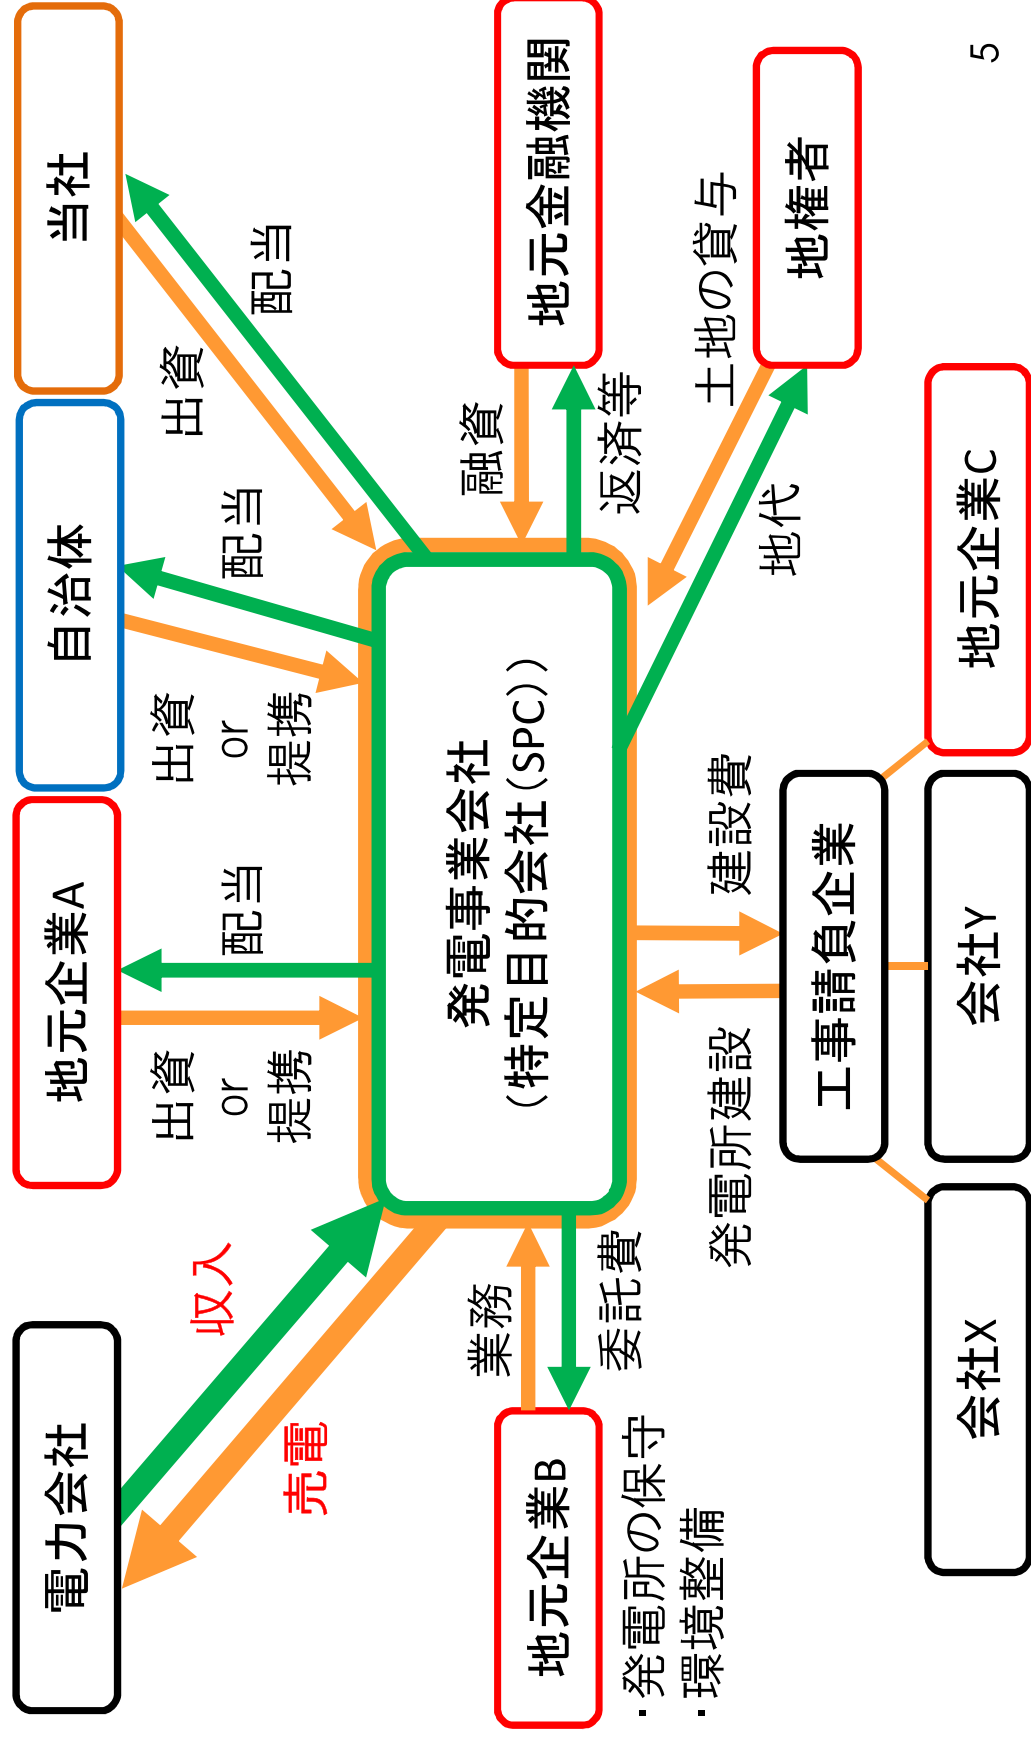 電力会社
地元企業A
自治体
当社
収入
売電
出資
or
提携
配当
出資
or
提携
配当
出資
配当
地元企業B
業務
委託費
・発電所の保守
・環境整備
発電事業会社
(特定目的会社(SPC))
融資
返済等
地元金融機関
土地の貸与
地代
地権者
発電所建設
建設費
工事請負企業
会社X
会社Y
地元企業C
5